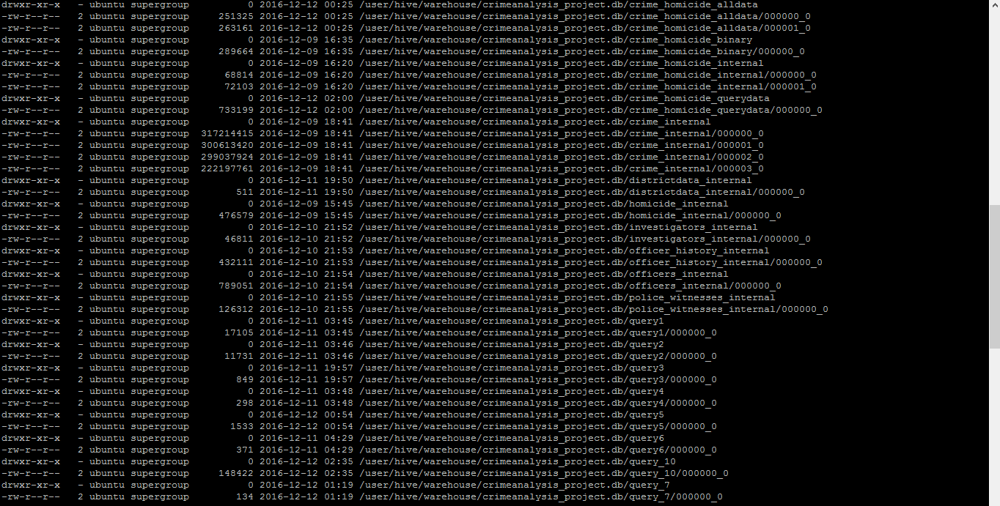 drwxr-xr-x   - ubuntu supergroup          0 2016-12-12 00:25 /user/hive/warehouse/crimeanalysis_project.db/crime_homicide_alldata
-rw-r--r--   2 ubuntu supergroup     251325 2016-12-12 00:25 /user/hive/warehouse/crimeanalysis_project.db/crime_homicide_alldata/000000_0
-rw-r--r--   2 ubuntu supergroup     263161 2016-12-12 00:25 /user/hive/warehouse/crimeanalysis_project.db/crime_homicide_alldata/000001_0
drwxr-xr-x   - ubuntu supergroup          0 2016-12-09 16:35 /user/hive/warehouse/crimeanalysis_project.db/crime_homicide_binary
-rw-r--r--   2 ubuntu supergroup     289664 2016-12-09 16:35 /user/hive/warehouse/crimeanalysis_project.db/crime_homicide_binary/000000_0
drwxr-xr-x   - ubuntu supergroup          0 2016-12-09 16:20 /user/hive/warehouse/crimeanalysis_project.db/crime_homicide_internal
-rw-r--r--   2 ubuntu supergroup      68814 2016-12-09 16:20 /user/hive/warehouse/crimeanalysis_project.db/crime_homicide_internal/000000_0
-rw-r--r--   2 ubuntu supergroup      72103 2016-12-09 16:20 /user/hive/warehouse/crimeanalysis_project.db/crime_homicide_internal/000001_0
drwxr-xr-x   - ubuntu supergroup          0 2016-12-12 02:00 /user/hive/warehouse/crimeanalysis_project.db/crime_homicide_querydata
-rw-r--r--   2 ubuntu supergroup     733199 2016-12-12 02:00 /user/hive/warehouse/crimeanalysis_project.db/crime_homicide_querydata/000000_0
drwxr-xr-x   - ubuntu supergroup          0 2016-12-09 18:41 /user/hive/warehouse/crimeanalysis_project.db/crime_internal
-rw-r--r--   2 ubuntu supergroup  317214415 2016-12-09 18:41 /user/hive/warehouse/crimeanalysis_project.db/crime_internal/000000_0
-rw-r--r--   2 ubuntu supergroup  300613420 2016-12-09 18:41 /user/hive/warehouse/crimeanalysis_project.db/crime_internal/000001_0
-rw-r--r--   2 ubuntu supergroup  299037924 2016-12-09 18:41 /user/hive/warehouse/crimeanalysis_project.db/crime_internal/000002_0
-rw-r--r--   2 ubuntu supergroup  222197761 2016-12-09 18:41 /user/hive/warehouse/crimeanalysis_project.db/crime_internal/000003_0
drwxr-xr-x   - ubuntu supergroup          0 2016-12-11 19:50 /user/hive/warehouse/crimeanalysis_project.db/districtdata_internal
-rw-r--r--   2 ubuntu supergroup        511 2016-12-11 19:50 /user/hive/warehouse/crimeanalysis_project.db/districtdata_internal/000000_0
drwxr-xr-x   - ubuntu supergroup          0 2016-12-09 15:45 /user/hive/warehouse/crimeanalysis_project.db/homicide_internal
-rw-r--r--   2 ubuntu supergroup     476579 2016-12-09 15:45 /user/hive/warehouse/crimeanalysis_project.db/homicide_internal/000000_0
drwxr-xr-x   - ubuntu supergroup          0 2016-12-10 21:52 /user/hive/warehouse/crimeanalysis_project.db/investigators_internal
-rw-r--r--   2 ubuntu supergroup      46811 2016-12-10 21:52 /user/hive/warehouse/crimeanalysis_project.db/investigators_internal/000000_0
drwxr-xr-x   - ubuntu supergroup          0 2016-12-10 21:53 /user/hive/warehouse/crimeanalysis_project.db/officer_history_internal
-rw-r--r--   2 ubuntu supergroup     432111 2016-12-10 21:53 /user/hive/warehouse/crimeanalysis_project.db/officer_history_internal/000000_0
drwxr-xr-x   - ubuntu supergroup          0 2016-12-10 21:54 /user/hive/warehouse/crimeanalysis_project.db/officers_internal
-rw-r--r--   2 ubuntu supergroup     789051 2016-12-10 21:54 /user/hive/warehouse/crimeanalysis_project.db/officers_internal/000000_0
drwxr-xr-x   - ubuntu supergroup          0 2016-12-10 21:55 /user/hive/warehouse/crimeanalysis_project.db/police_witnesses_internal
-rw-r--r--   2 ubuntu supergroup     126312 2016-12-10 21:55 /user/hive/warehouse/crimeanalysis_project.db/police_witnesses_internal/000000_0
drwxr-xr-x   - ubuntu supergroup          0 2016-12-11 03:45 /user/hive/warehouse/crimeanalysis_project.db/query1
-rw-r--r--   2 ubuntu supergroup      17105 2016-12-11 03:45 /user/hive/warehouse/crimeanalysis_project.db/query1/000000_0
drwxr-xr-x   - ubuntu supergroup          0 2016-12-11 03:46 /user/hive/warehouse/crimeanalysis_project.db/query2
-rw-r--r--   2 ubuntu supergroup      11731 2016-12-11 03:46 /user/hive/warehouse/crimeanalysis_project.db/query2/000000_0
drwxr-xr-x   - ubuntu supergroup          0 2016-12-11 19:57 /user/hive/warehouse/crimeanalysis_project.db/query3
-rw-r--r--   2 ubuntu supergroup        849 2016-12-11 19:57 /user/hive/warehouse/crimeanalysis_project.db/query3/000000_0
drwxr-xr-x   - ubuntu supergroup          0 2016-12-11 03:48 /user/hive/warehouse/crimeanalysis_project.db/query4
-rw-r--r--   2 ubuntu supergroup        298 2016-12-11 03:48 /user/hive/warehouse/crimeanalysis_project.db/query4/000000_0
drwxr-xr-x   - ubuntu supergroup          0 2016-12-12 00:54 /user/hive/warehouse/crimeanalysis_project.db/query5
-rw-r--r--   2 ubuntu supergroup       1533 2016-12-12 00:54 /user/hive/warehouse/crimeanalysis_project.db/query5/000000_0
drwxr-xr-x   - ubuntu supergroup          0 2016-12-11 04:29 /user/hive/warehouse/crimeanalysis_project.db/query6
-rw-r--r--   2 ubuntu supergroup        371 2016-12-11 04:29 /user/hive/warehouse/crimeanalysis_project.db/query6/000000_0
drwxr-xr-x   - ubuntu supergroup          0 2016-12-12 02:35 /user/hive/warehouse/crimeanalysis_project.db/query_10
-rw-r--r--   2 ubuntu supergroup     148422 2016-12-12 02:35 /user/hive/warehouse/crimeanalysis_project.db/query_10/000000_0
drwxr-xr-x   - ubuntu supergroup          0 2016-12-12 01:19 /user/hive/warehouse/crimeanalysis_project.db/query_7
-rw-r--r--   2 ubuntu supergroup        134 2016-12-12 01:19 /user/hive/warehouse/crimeanalysis_project.db/query_7/000000_0